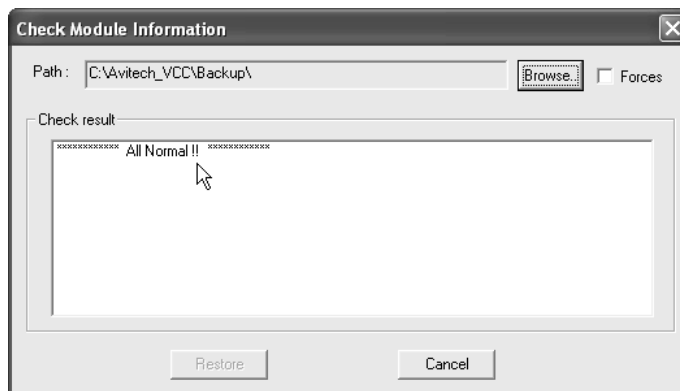 Check Module Information
Path : C:\Avitech_VCC\Backup\ Browse.. Forces
Check result
************ All Normal !! ************
Restore Cancel